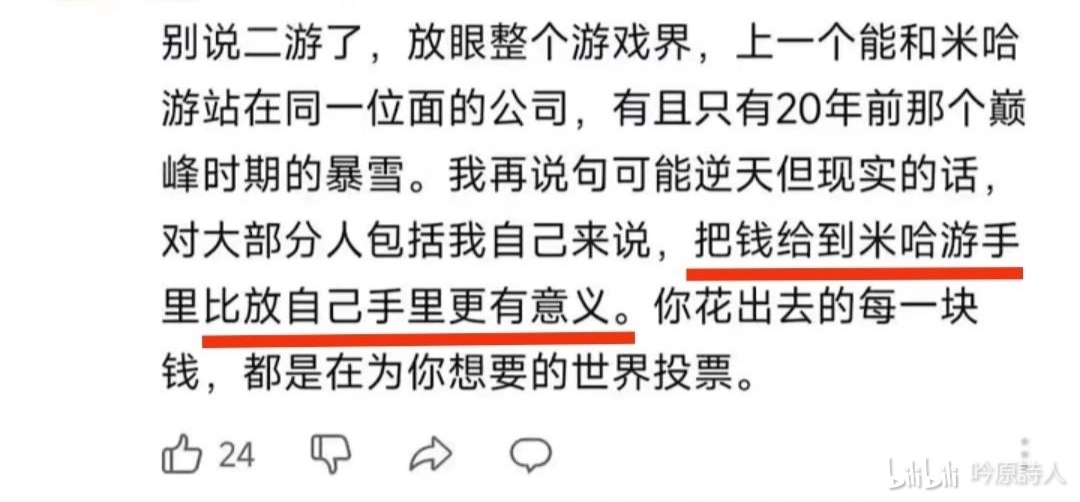 别说二游了，放眼整个游戏界，上一个能和米哈
游站在同一位面的公司，有且只有20年前那个巅
峰时期的暴雪。我再说句可能逆天但现实的话，
对大部分人包括我自己来说，把钱给到米哈游手
里比放自己手里更有意义。你花出去的每一块
钱，都是在为你想要的世界投票。
24
bilibili 吟原詩人